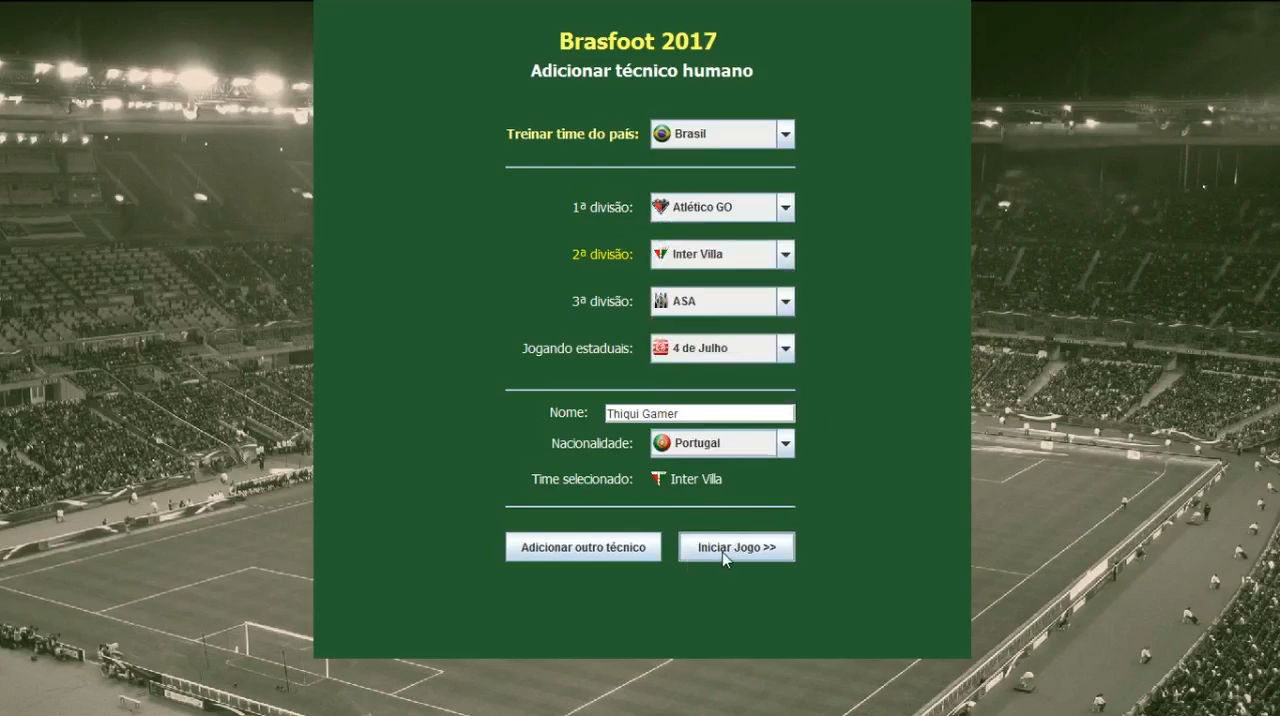 Brasfoot 2017
Adicionar técnico humano
Treinar time do país: Brasil
1ª divisão: Atlético GO
2ª divisão: Inter Villa
3ª divisão: ASA
Jogando estaduais: 4 de Julho
Nome: Thiqui Gamer
Nacionalidade: Portugal
Time selecionado: Inter Villa
Adicionar outro técnico Iniciar Jogo >>